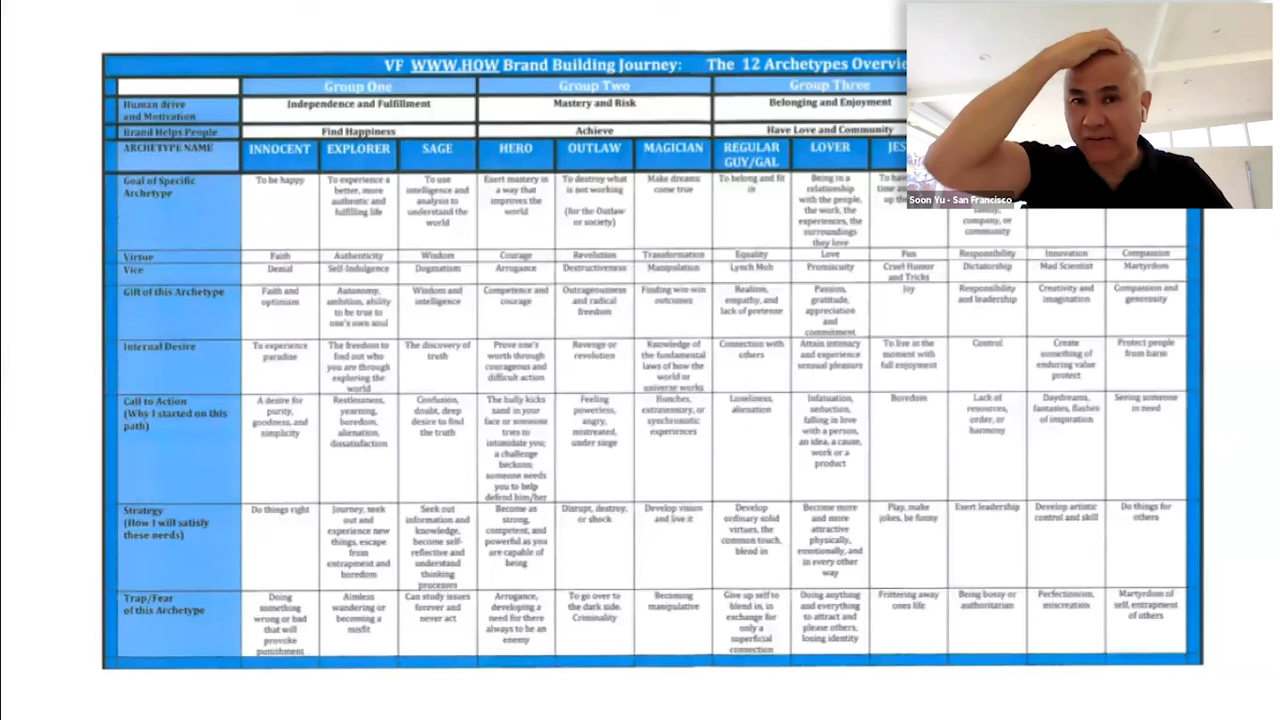 VF WWW.HOW Brand Building Journey: The 12 Archetypes Overvie
Group One
Group Two
Group Three
Human drive
and Motivation
Independence and Fulfillment
Mastery and Risk
Belonging and Enjoyment
Brand Helps People
Find Happiness
Achieve
Have Love and Community
ARCHETYPE NAME
INNOCENT
EXPLORER
SAGE
HERO
OUTLAW
MAGICIAN
REGULAR
GUY/GAL
LOVER
JES
Soon Yu - San Francisco
Goal of Specific
Archetype
To be happy
To experience a
better, more
authentic and
fulfilling life
To use
intelligence and
analysis to
understand the
world
Exert mastery in
a way that
improves the
world
To destroy what
is not working
(for the Outlaw
or society)
Make dreams
come true
To belong and fit
in
Being in a
relationship
with the people,
the work, the
experiences, the
surroundings
they love
company, or
community
Virtue
Faith
Authenticity
Wisdom
Courage
Revolution
Transformation
Equality
Love
Fun
Responsibility
Innovation
Compassion
Vice
Denial
Self-Indulgence
Dogmatism
Arrogance
Destructiveness
Manipulation
Lynch Mob
Promiscuity
Cruel Humor
and Tricks
Dictatorship
Mad Scientist
Martyrdom
Gift of this Archetype
Faith and
optimism
Autonomy,
ambition, ability
to be true to
one's own soul
Wisdom and
intelligence
Competence and
courage
Outrageousness
and radical
freedom
Finding win-win
outcomes
Realism,
empathy, and
lack of pretense
Passion,
gratitude,
appreciation
and
commitment
Joy
Responsibility
and leadership
Creativity and
imagination
Compassion and
generosity
Internal Desire
To experience
paradise
The freedom to
find out who
you are through
exploring the
world
The discovery of
truth
Prove one's
worth through
courageous and
difficult action
Revenge or
revolution
Knowledge of
the fundamental
laws of how the
world or
universe works
Connection with
others
Attain intimacy
and experience
sensual pleasure
To live in the
moment with
full enjoyment
Control
Create
something of
enduring value
Protect people
from harm
Call to Action
(Why I started on this
path)
A desire for
purity,
goodness, and
simplicity
Restlessness,
yearning,
boredom,
alienation,
dissatisfaction
Confusion,
doubt, deep
desire to find
the truth
The bully kicks
sand in your
face or someone
tries to
intimidate you;
a challenge
beckons;
someone needs
you to help
defend him/her
Feeling
powerless,
angry,
mistreated,
under siege
Hunches,
extrasensory, or
synchronistic
experiences
Loneliness,
alienation
Infatuation,
seduction,
falling in love
with a person,
an idea, a cause,
work or a
product
Boredom
Lack of
resources,
order, or
harmony
Daydreams,
fantasies, flashes
of inspiration
Seeing someone
in need
Strategy
(How I will satisfy
these needs)
Do things right
Journey, seek
out and
experience new
things, escape
from
entrapment and
boredom
Seek out
information and
knowledge,
become self-
reflective and
understand
thinking
processes
Become as
strong,
competent, and
powerful as you
are capable of
being
Disrupt, destroy,
or shock
Develop vision
and live it
Develop
ordinary solid
virtues, the
common touch,
blend in
Become more
and more
attractive
physically,
emotionally, and
in every other
way
Play, make
jokes, be funny
Exert leadership
Develop artistic
control and skill
Do things for
others
Trap/Fear
of this Archetype
Doing
something
wrong or bad
that will
provoke
punishment
Aimless
wandering or
becoming a
misfit
Can study issues
forever and
never act
Arrogance,
developing a
need for there
always to be an
enemy
To go over to
the dark side.
Criminality
Becoming
manipulative
Give up self to
blend in, in
exchange for
only a
superficial
connection
Doing anything
and everything
to attract and
please others,
losing identity
Frittering away
ones life
Being bossy or
authoritarian
Perfectionism,
miscreation
Martyrdom of
self, entrapment
of others